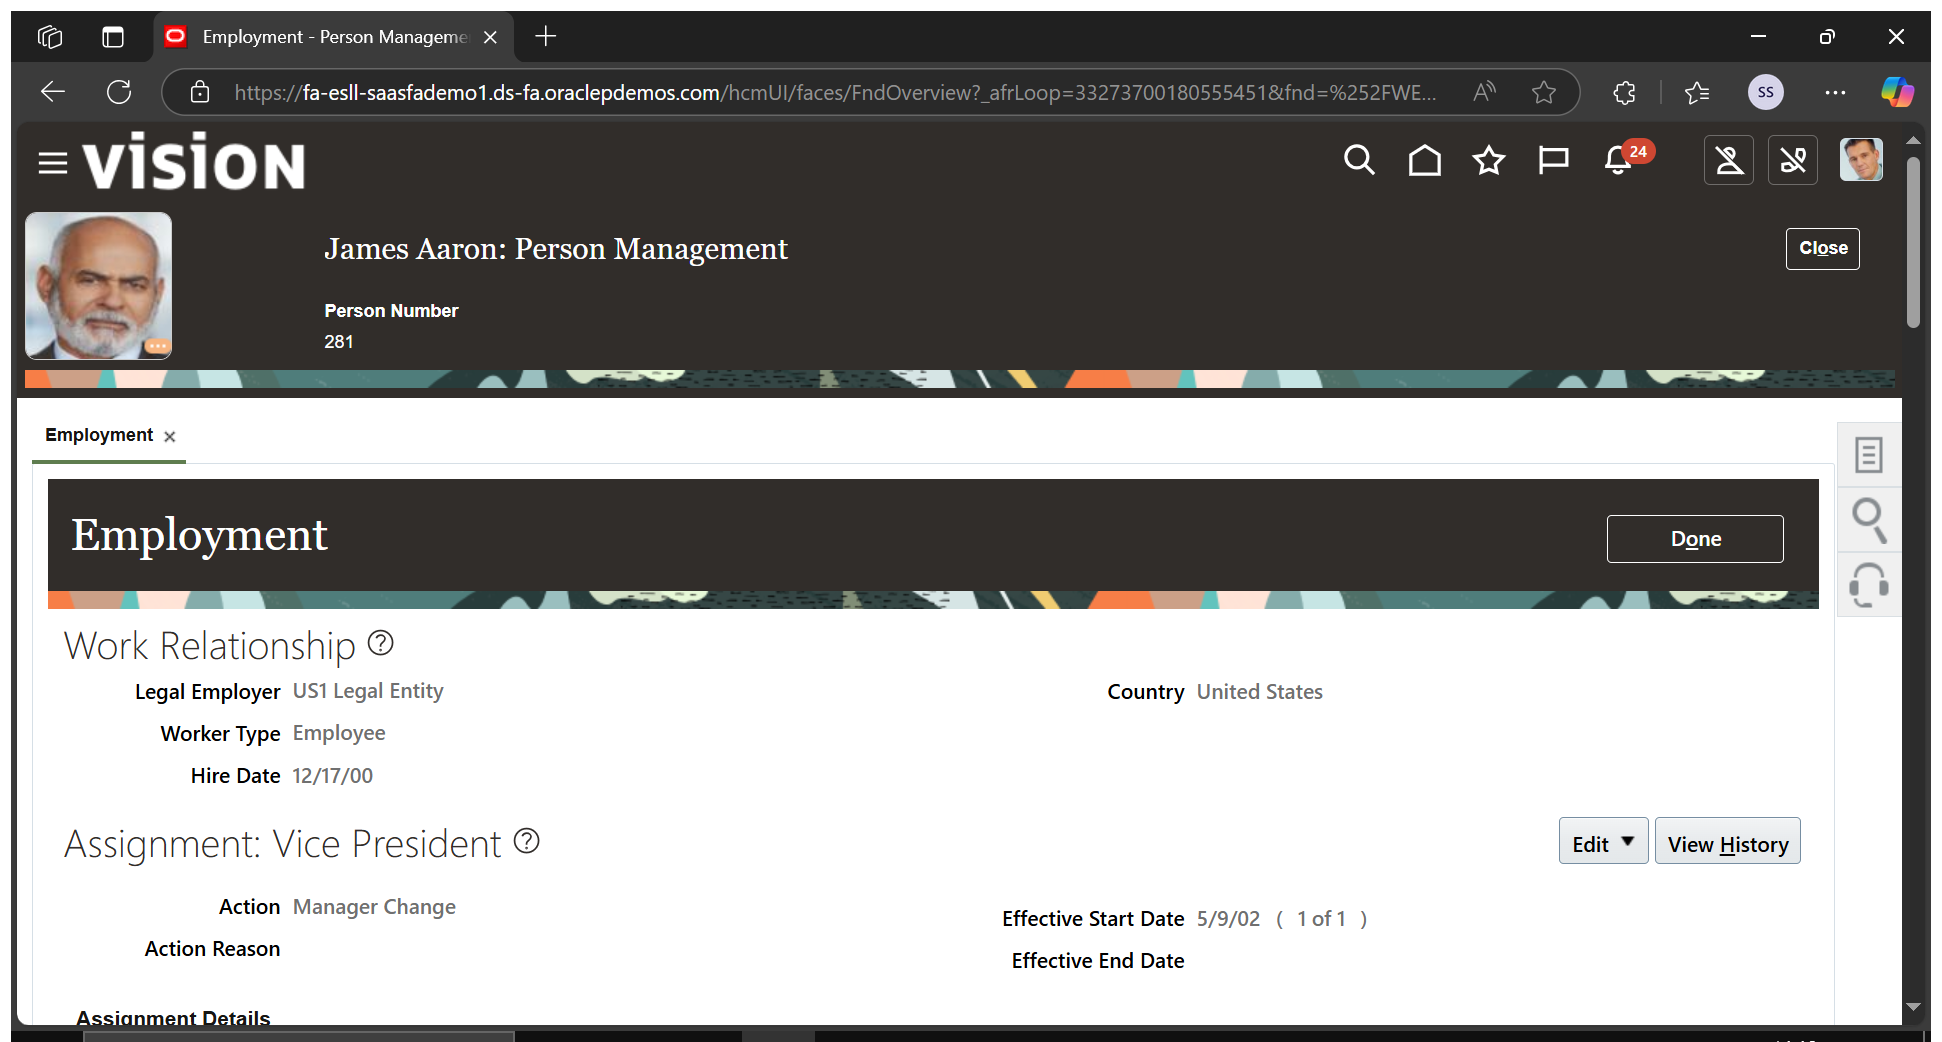 Employment - Person Manageme
https://fa-esll-saasfademo1.ds-fa.oraclepdemos.com/hcmUI/faces/FndOverview?_afrLoop=33273700180555451&fnd=%252FWE...
SS
VISION
24
James Aaron: Person Management
Close
Person Number
281
Employment
Employment
Done
Work Relationship
Legal Employer US1 Legal Entity
Country United States
Worker Type Employee
Hire Date 12/17/00
Assignment: Vice President
Edit
View History
Action Manager Change
Effective Start Date 5/9/02 ( 1 of 1 )
Action Reason
Effective End Date
Assignment Details